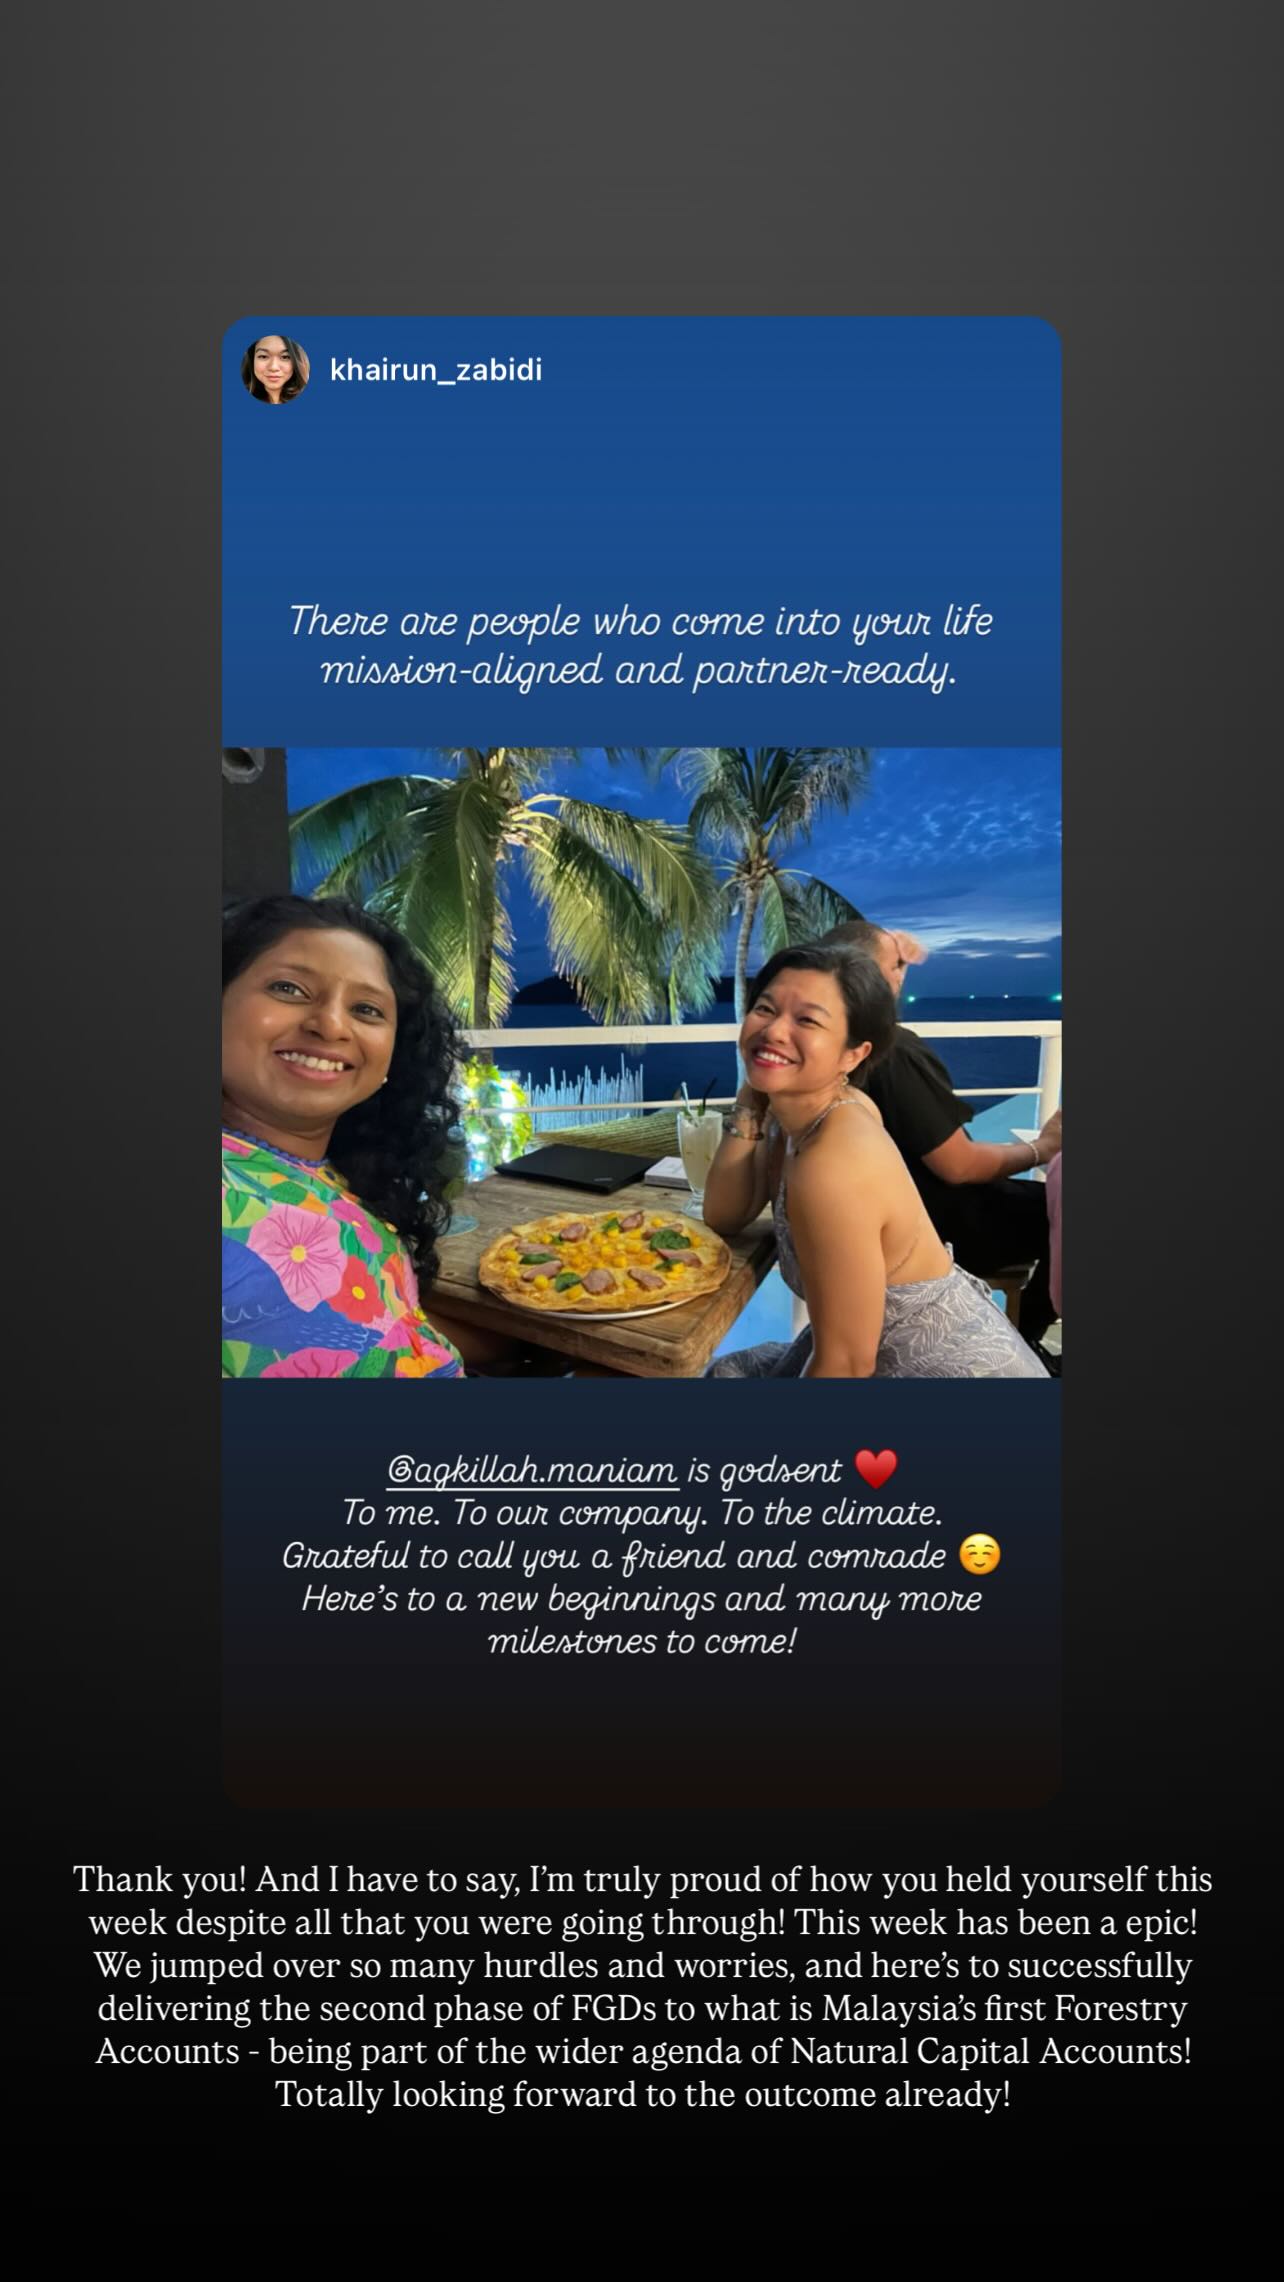 khairun_zabidi
There are people who come into your life
mission-aligned and partner-ready.
@agkillah.maniam is godsent ♥️
To me. To our company. To the climate.
Grateful to call you a friend and comrade ☺️
Here's to a new beginnings and many more
milestones to come!
Thank you! And I have to say, I'm truly proud of how you held yourself this
week despite all that you were going through! This week has been a epic!
We jumped over so many hurdles and worries, and here's to successfully
delivering the second phase of FGDs to what is Malaysia's first Forestry
Accounts - being part of the wider agenda of Natural Capital Accounts!
Totally looking forward to the outcome already!